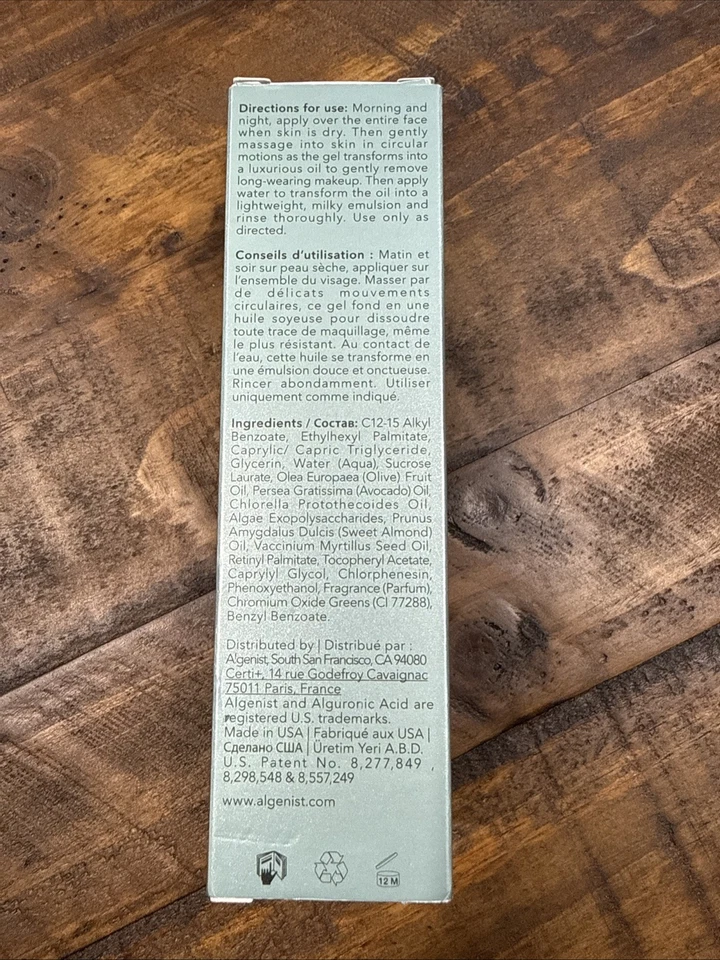 Directions for use: Morning and
night, apply over the entire face
when skin is dry. Then gently
massage into skin in circular
motions as the gel transforms into
a luxurious oil to gently remove
long-wearing makeup. Then apply
water to transform the oil into a
lightweight, milky emulsion and
rinse thoroughly. Use only as
directed.
Conseils d'utilisation : Matin et
soir sur peau sèche, appliquer sur
l'ensemble du visage. Masser par
de délicats mouvements
circulaires, ce gel fond en une
huile soyeuse pour dissoudre
toute trace de maquillage, même
le plus résistant. Au contact de
l'eau, cette huile se transforme en
une émulsion douce et onctueuse.
Rincer abondamment. Utiliser
uniquement comme indiqué.
Ingredients / Состав: C12-15 Alkyl
Benzoate, Ethylhexyl Palmitate,
Caprylic/ Capric Triglyceride,
Glycerin, Water (Aqua), Sucrose
Laurate, Olea Europaea (Olive) Fruit
Oil, Persea Gratissima (Avocado) Oil,
Chlorella Protothecoides Oil,
Algae Exopolysaccharides, Prunus
Amygdalus Dulcis (Sweet Almond)
Oil, Vaccinium Myrtillus Seed Oil,
Retinyl Palmitate, Tocopheryl Acetate,
Caprylyl Glycol, Chlorphenesin,
Phenoxyethanol, Fragrance (Parfum),
Chromium Oxide Greens (CI 77288),
Benzyl Benzoate.
Distributed by | Distribué par :
Algenist, South San Francisco, CA 94080
Certi+, 14 rue Godefroy Cavaignac
75011 Paris, France
Algenist and Alguronic Acid are
registered U.S. trademarks.
Made in USA | Fabriqué aux USA |
Сделано США | Üretim Yeri A.B.D.
U.S. Patent No. 8,277,849 ,
8,298,548 & 8,557,249
www.algenist.com
12 M